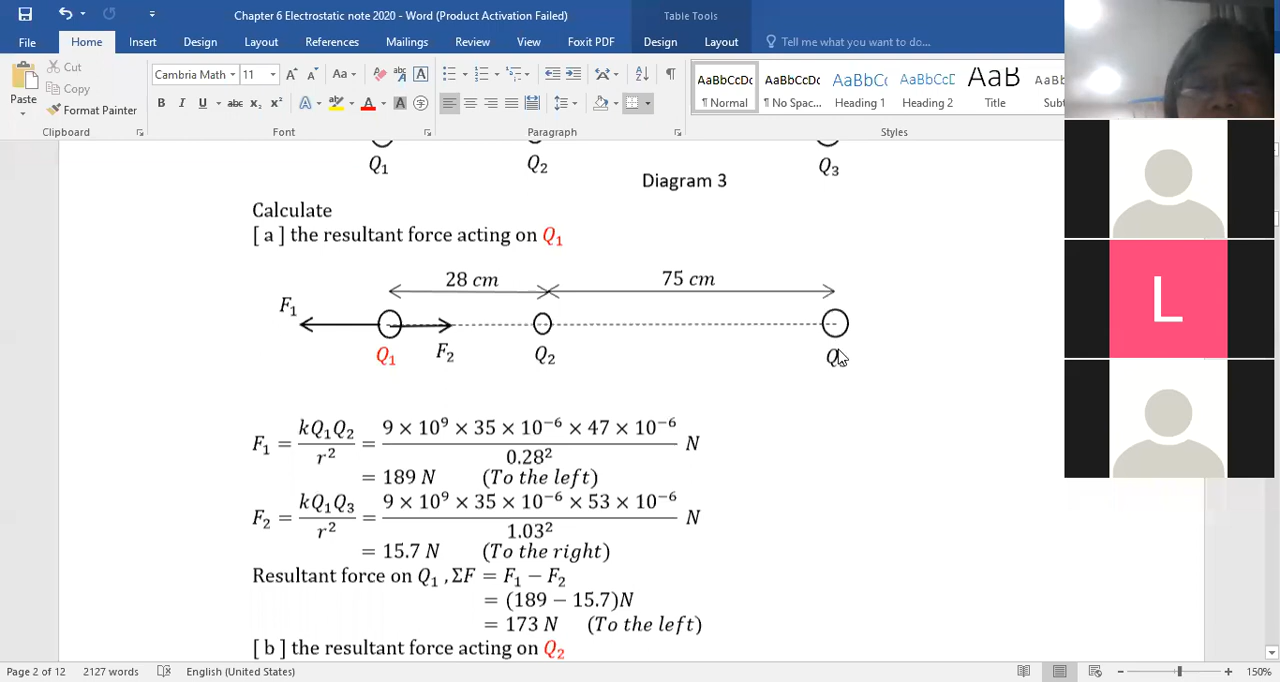 Chapter 6 Electrostatic note 2020 - Word (Product Activation Failed)
Table Tools
File Home Insert Design Layout References Mailings Review View Foxit PDF Design Layout Tell me what you want to do...
Cut
Copy
Format Painter
Paste
Cambria Math 11
AaBbCcDc AaBbCcDc AaBbCc AaBbCcD AaB
¶ Normal ¶ No Spac... Heading 1 Heading 2 Title
Clipboard Font Paragraph Styles
Q₁ Q₂ Q₃
Diagram 3
Calculate
[ a ] the resultant force acting on Q₁
28 cm 75 cm
F₁
Q₁ F₂ Q₂ Q
F₁ = kQ₁Q₂/r² = 9 × 10⁹ × 35 × 10⁻⁶ × 47 × 10⁻⁶/0.28² N
= 189 N (To the left)
F₂ = kQ₁Q₃/r² = 9 × 10⁹ × 35 × 10⁻⁶ × 53 × 10⁻⁶/1.03² N
= 15.7 N (To the right)
Resultant force on Q₁ , ΣF = F₁ − F₂
= (189 − 15.7)N
= 173 N (To the left)
[ b ] the resultant force acting on Q₂
L
Page 2 of 12 2127 words English (United States) 150%